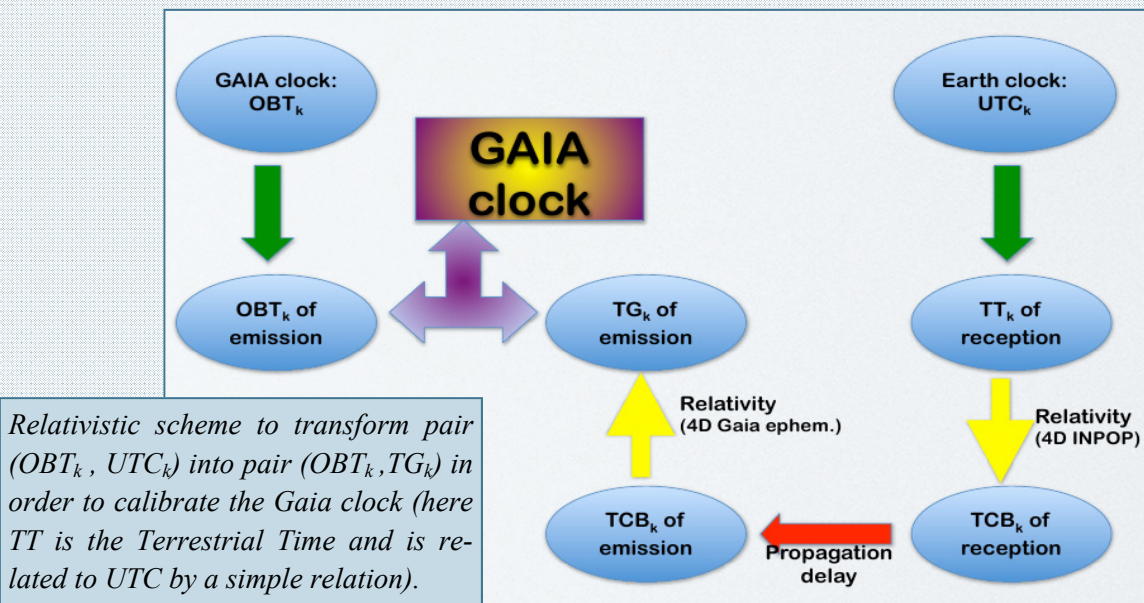 GAIA clock:
OBTₖ
Earth clock:
UTCₖ
GAIA
clock
OBTₖ of
emission
TGₖ of
emission
TTₖ of
reception
Relativity
(4D Gaia ephem.)
Relativity
(4D INPOP)
TCBₖ of
emission
Propagation
delay
TCBₖ of
reception
Relativistic scheme to transform pair
(OBTₖ , UTCₖ) into pair (OBTₖ ,TGₖ) in
order to calibrate the Gaia clock (here
TT is the Terrestrial Time and is re-
lated to UTC by a simple relation).